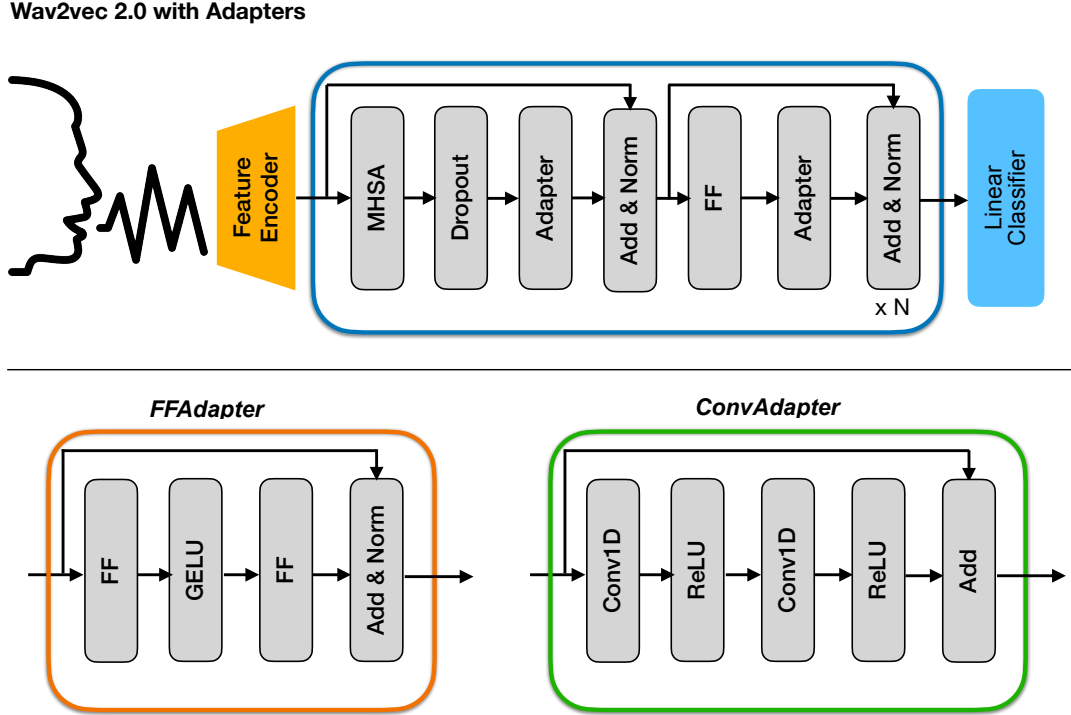 Wav2vec 2.0 with Adapters
Feature
Encoder
MHSA
Dropout
Adapter
Add & Norm
FF
Adapter
Add & Norm
x N
Linear
Classifier
FFAdapter
FF
GELU
FF
Add & Norm
ConvAdapter
Conv1D
ReLU
Conv1D
ReLU
Add